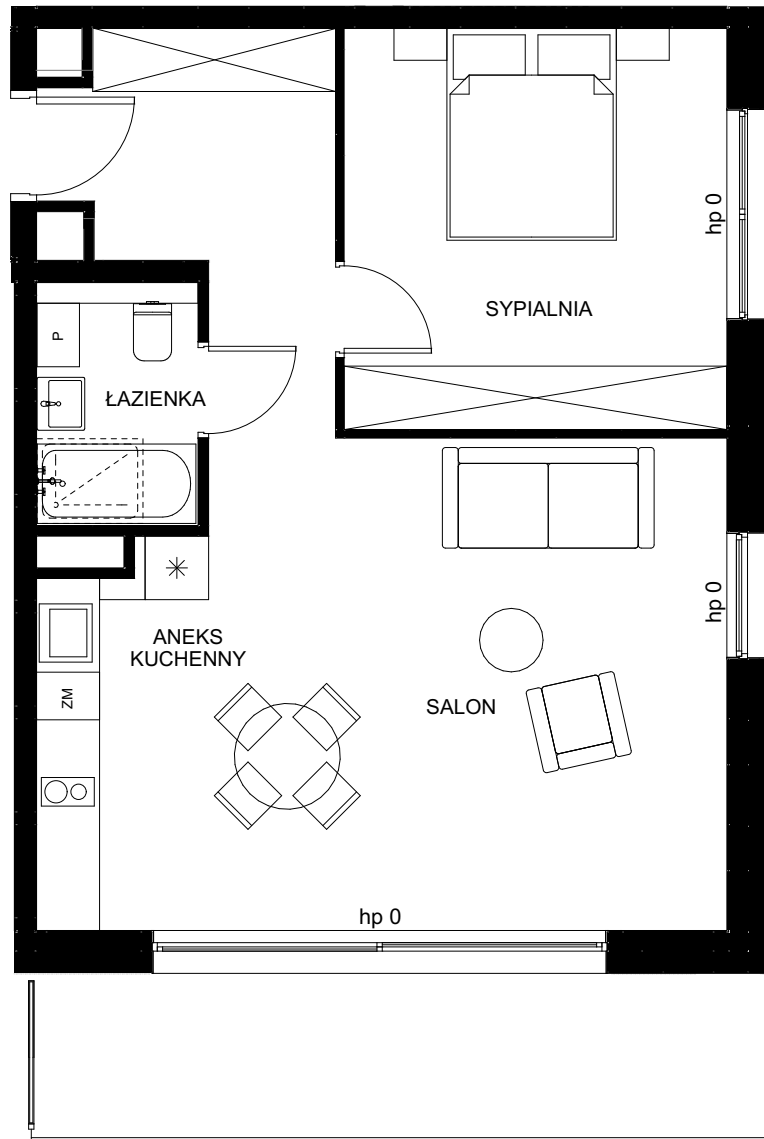 hp 0
SYPIALNIA
P
ŁAZIENKA
hp 0
ANEKS
KUCHENNY
ZM
SALON
hp 0